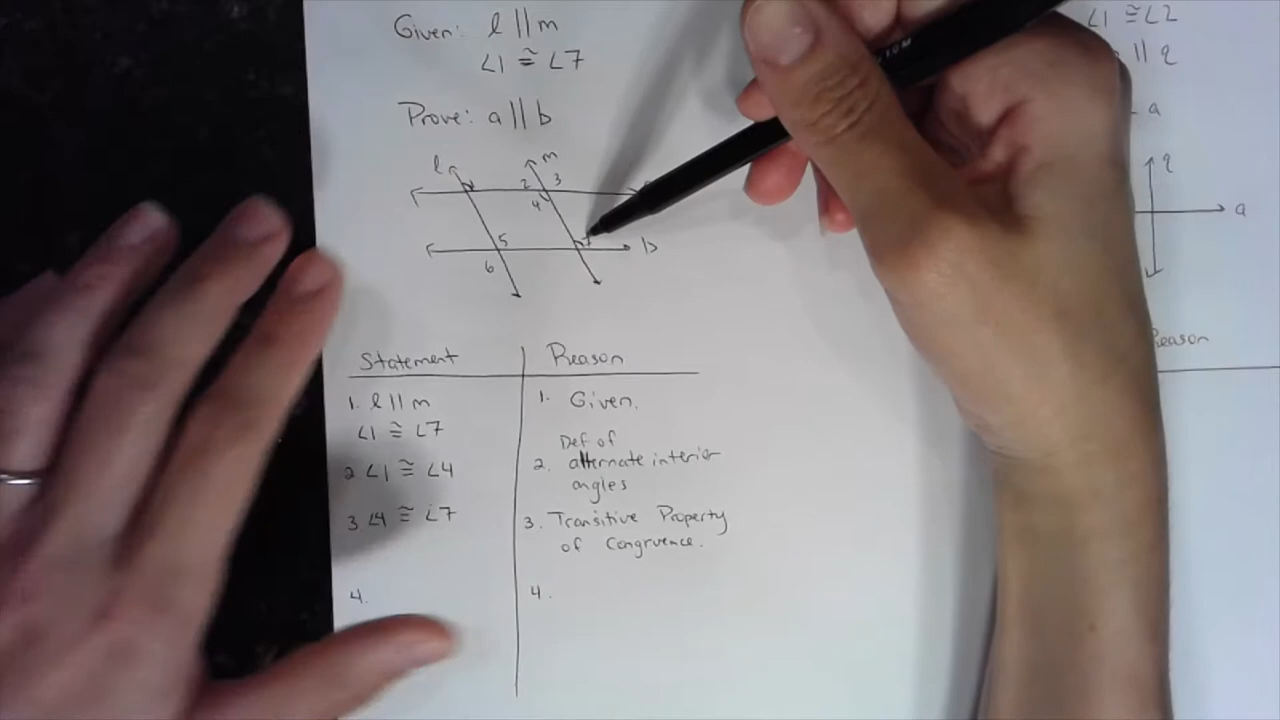 Given: l || m
∠1 ≅ ∠7
Prove: a || b
l
m
2
3
4
7
5
b
6
Statement
Reason
1. l || m
∠1 ≅ ∠7
2 ∠1 ≅ ∠4
3 ∠4 ≅ ∠7
4.
1. Given.
Def of
2. alternate interior
angles
3. Transitive Property
of Congruence.
4.
∠1 ≅ ∠2
|| q
a
q
a
Reason